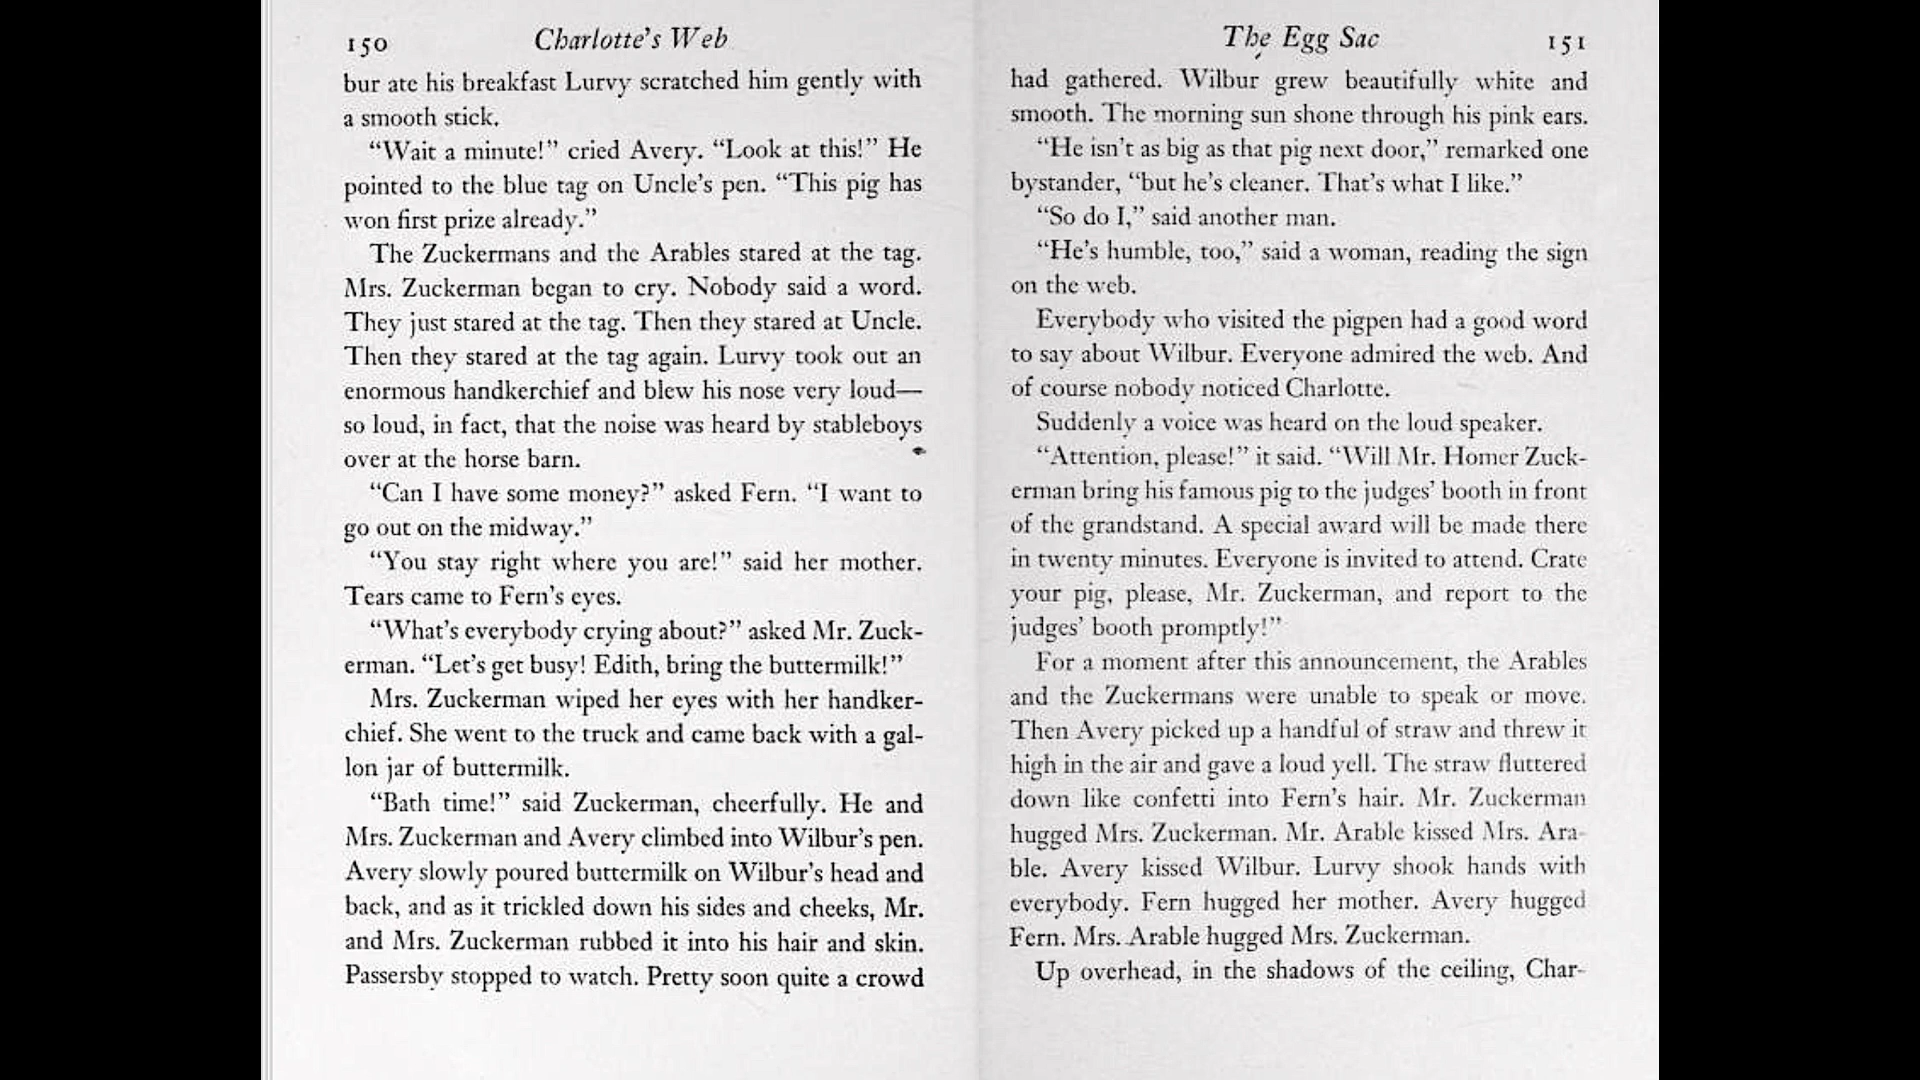 150 Charlotte's Web
bur ate his breakfast Lurvy scratched him gently with
a smooth stick.
“Wait a minute!” cried Avery. “Look at this!” He
pointed to the blue tag on Uncle's pen. “This pig has
won first prize already.”
The Zuckermans and the Arables stared at the tag.
Mrs. Zuckerman began to cry. Nobody said a word.
They just stared at the tag. Then they stared at Uncle.
Then they stared at the tag again. Lurvy took out an
enormous handkerchief and blew his nose very loud—
so loud, in fact, that the noise was heard by stableboys
over at the horse barn.
“Can I have some money?” asked Fern. “I want to
go out on the midway.”
“You stay right where you are!” said her mother.
Tears came to Fern's eyes.
“What's everybody crying about?” asked Mr. Zuck-
erman. “Let's get busy! Edith, bring the buttermilk!”
Mrs. Zuckerman wiped her eyes with her handker-
chief. She went to the truck and came back with a gal-
lon jar of buttermilk.
“Bath time!” said Zuckerman, cheerfully. He and
Mrs. Zuckerman and Avery climbed into Wilbur's pen.
Avery slowly poured buttermilk on Wilbur's head and
back, and as it trickled down his sides and cheeks, Mr.
and Mrs. Zuckerman rubbed it into his hair and skin.
Passersby stopped to watch. Pretty soon quite a crowd
The Egg Sac 151
had gathered. Wilbur grew beautifully white and
smooth. The morning sun shone through his pink ears.
“He isn't as big as that pig next door,” remarked one
bystander, “but he's cleaner. That's what I like.”
“So do I,” said another man.
“He's humble, too,” said a woman, reading the sign
on the web.
Everybody who visited the pigpen had a good word
to say about Wilbur. Everyone admired the web. And
of course nobody noticed Charlotte.
Suddenly a voice was heard on the loud speaker.
“Attention, please!” it said. “Will Mr. Homer Zuck-
erman bring his famous pig to the judges' booth in front
of the grandstand. A special award will be made there
in twenty minutes. Everyone is invited to attend. Crate
your pig, please, Mr. Zuckerman, and report to the
judges' booth promptly!”
For a moment after this announcement, the Arables
and the Zuckermans were unable to speak or move.
Then Avery picked up a handful of straw and threw it
high in the air and gave a loud yell. The straw fluttered
down like confetti into Fern's hair. Mr. Zuckerman
hugged Mrs. Zuckerman. Mr. Arable kissed Mrs. Ara-
ble. Avery kissed Wilbur. Lurvy shook hands with
everybody. Fern hugged her mother. Avery hugged
Fern. Mrs. Arable hugged Mrs. Zuckerman.
Up overhead, in the shadows of the ceiling, Char-